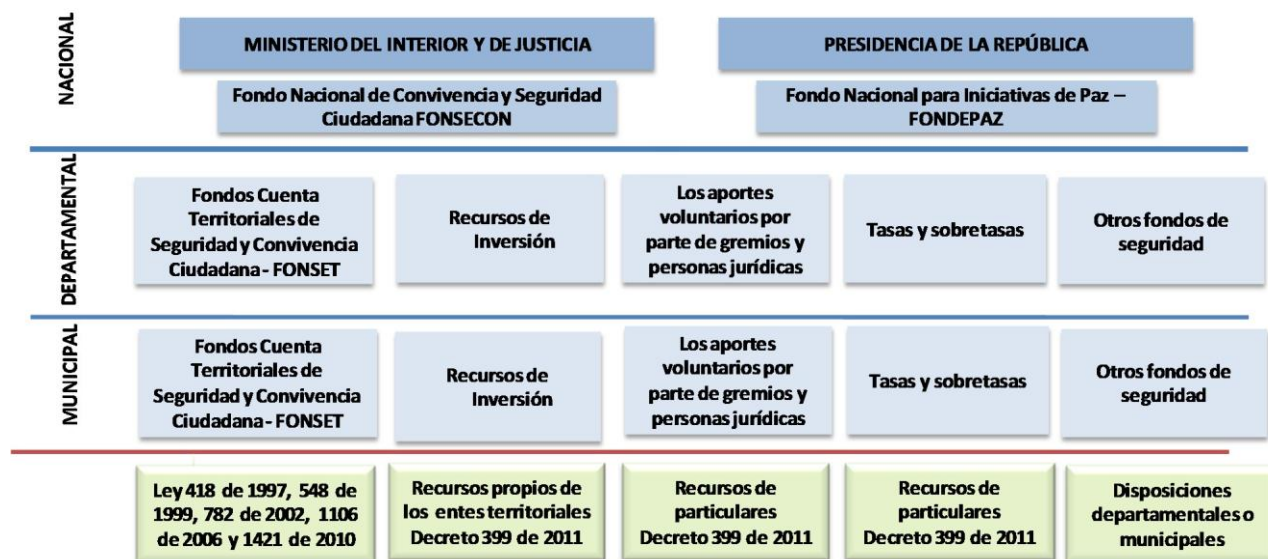 NACIONAL
MINISTERIO DEL INTERIOR Y DE JUSTICIA
PRESIDENCIA DE LA REPÚBLICA
Fondo Nacional de Convivencia y Seguridad
Ciudadana FONSECON
Fondo Nacional para Iniciativas de Paz –
FONDEPAZ
DEPARTAMENTAL
Fondos Cuenta
Territoriales de
Seguridad y Convivencia
Ciudadana - FONSET
Recursos de
Inversión
Los aportes
voluntarios por
parte de gremios y
personas jurídicas
Tasas y sobretasas
Otros fondos de
seguridad
MUNICIPAL
Fondos Cuenta
Territoriales de
Seguridad y Convivencia
Ciudadana - FONSET
Recursos de
Inversión
Los aportes
voluntarios por
parte de gremios y
personas jurídicas
Tasas y sobretasas
Otros fondos de
seguridad
Ley 418 de 1997, 548 de
1999, 782 de 2002, 1106
de 2006 y 1421 de 2010
Recursos propios de
los entes territoriales
Decreto 399 de 2011
Recursos de
particulares
Decreto 399 de 2011
Recursos de
particulares
Decreto 399 de 2011
Disposiciones
departamentales o
municipales